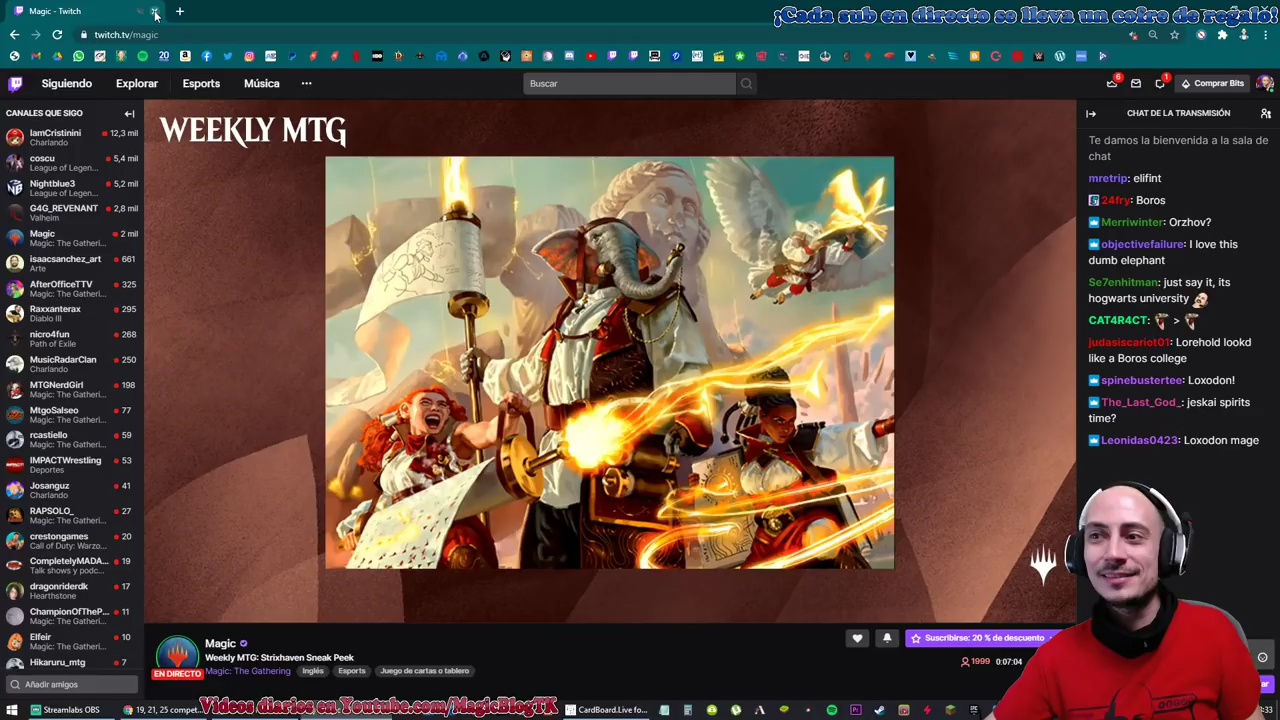 Magic - Twitch
¡Cada sub en directo se lleva un cofre de regalo!
twitch.tv/magic
Siguiendo
Explorar
Esports
Música
Buscar
6
1
Comprar Bits
CANALES QUE SIGO
IamCristinini 12,3 mil
Charlando
coscu 5,4 mil
League of Legen...
Nightblue3 5,2 mil
League of Legen...
G4G_REVENANT 2,8 mil
Valheim
Magic 2 mil
Magic: The Gatheri...
isaacsanchez_art 661
Arte
AfterOfficeTTV 325
Magic: The Gatheri...
Raxxanterax 295
Diablo III
nicro4fun 268
Path of Exile
MusicRadarClan 250
Charlando
MTGNerdGirl 198
Magic: The Gatheri...
MtgoSalseo 77
Magic: The Gatheri...
rcastiello 59
Magic: The Gatheri...
IMPACTWrestling 53
Deportes
Josanguz 41
Charlando
RAPSOLO_ 27
Magic: The Gatheri...
crestongames 20
Call of Duty: Warzo...
CompletelyMADA... 19
Talk shows y podc...
dragonriderdk 17
Hearthstone
ChampionOfTheP... 11
Magic: The Gatheri...
Elfeir 10
Magic: The Gatheri...
Hikaruru_mtg 7
Añadir amigos
WEEKLY MTG
CHAT DE LA TRANSMISIÓN
Te damos la bienvenida a la sala de
chat
mretrip: elifint
24fry: Boros
Merriwinter: Orzhov?
objectivefailure: I love this
dumb elephant
Se7enhitman: just say it, its
hogwarts university
CAT4R4CT: >
judasiscariot01: Lorehold lookd
like a Boros college
spinebustertee: Loxodon!
The_Last_God_: jeskai spirits
time?
Leonidas0423: Loxodon mage
EN DIRECTO
Magic
Weekly MTG: Strixhaven Sneak Peek
Magic: The Gathering
Inglés
Esports
Juego de cartas o tablero
Suscribirse: 20 % de descuento
1999
0:07:04
Streamlabs OBS
19, 21, 25 compet...
Vídeos diarios en Youtube.com/MagicBlogTK
CardBoard.Live fo...